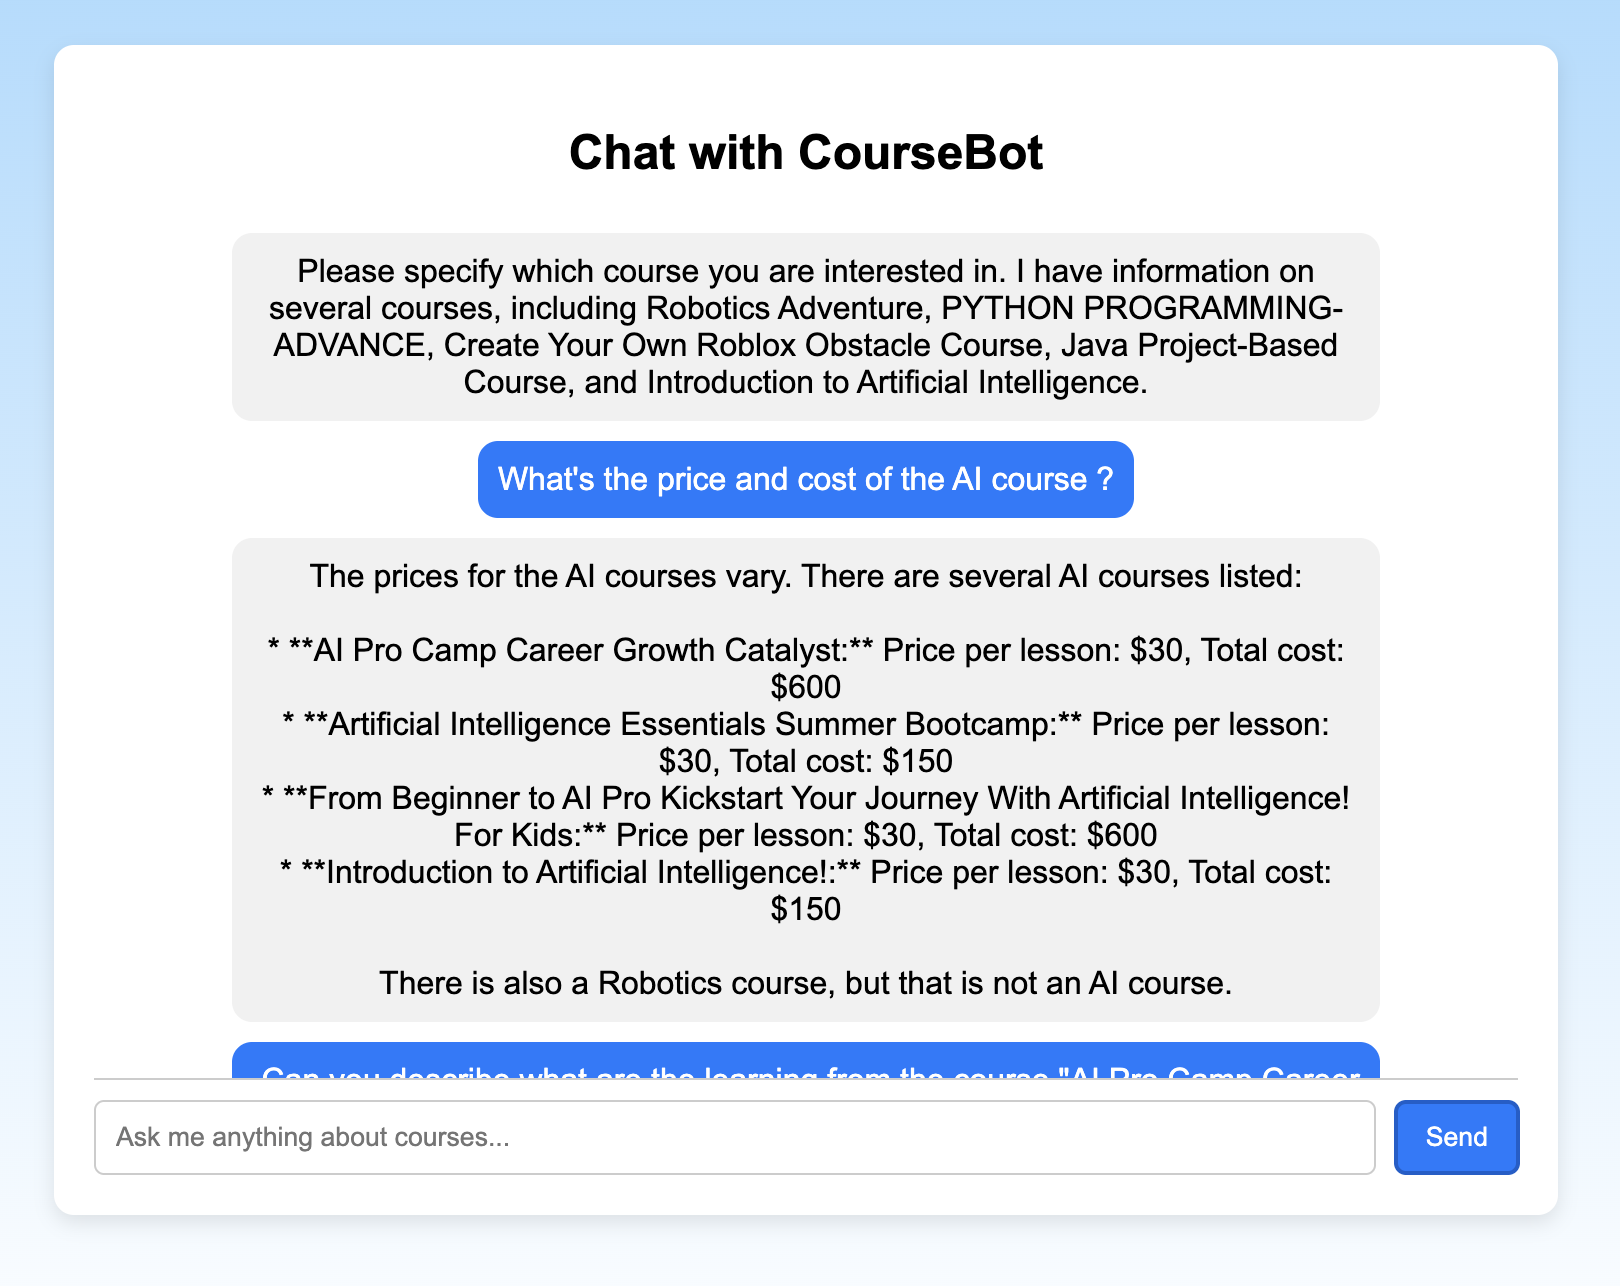 Chat with CourseBot
Please specify which course you are interested in. I have information on
several courses, including Robotics Adventure, PYTHON PROGRAMMING-
ADVANCE, Create Your Own Roblox Obstacle Course, Java Project-Based
Course, and Introduction to Artificial Intelligence.
What's the price and cost of the AI course ?
The prices for the AI courses vary. There are several AI courses listed:
* **AI Pro Camp Career Growth Catalyst:** Price per lesson: $30, Total cost:
$600
* **Artificial Intelligence Essentials Summer Bootcamp:** Price per lesson:
$30, Total cost: $150
* **From Beginner to AI Pro Kickstart Your Journey With Artificial Intelligence!
For Kids:** Price per lesson: $30, Total cost: $600
* **Introduction to Artificial Intelligence!:** Price per lesson: $30, Total cost:
$150
There is also a Robotics course, but that is not an AI course.
Can you describe what are the learning from the course "AI Pro Camp Career
Ask me anything about courses...
Send